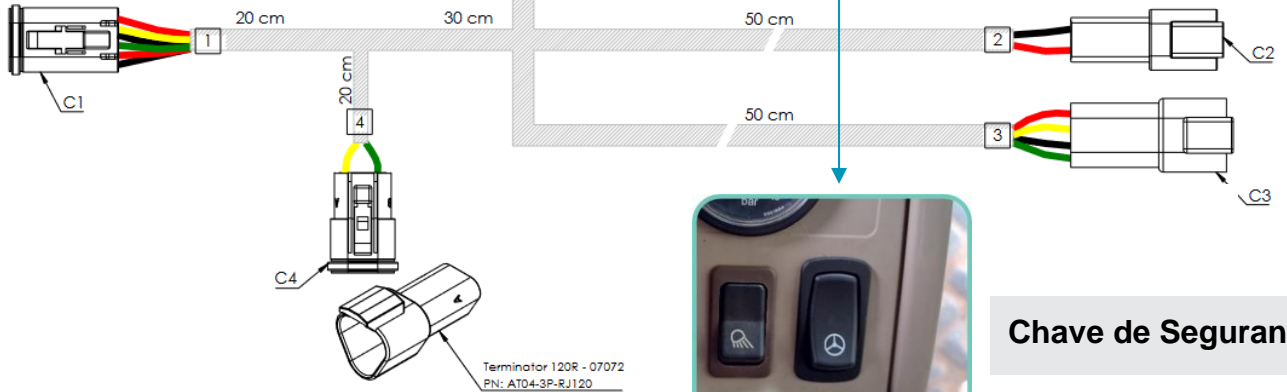 20 cm
30 cm
50 cm
1
2
C2
C1
20 cm
4
50 cm
3
C3
bar
C4
A
Terminator 120R - 07072
PN: AT04-3P-RJ120
Chave de Seguran